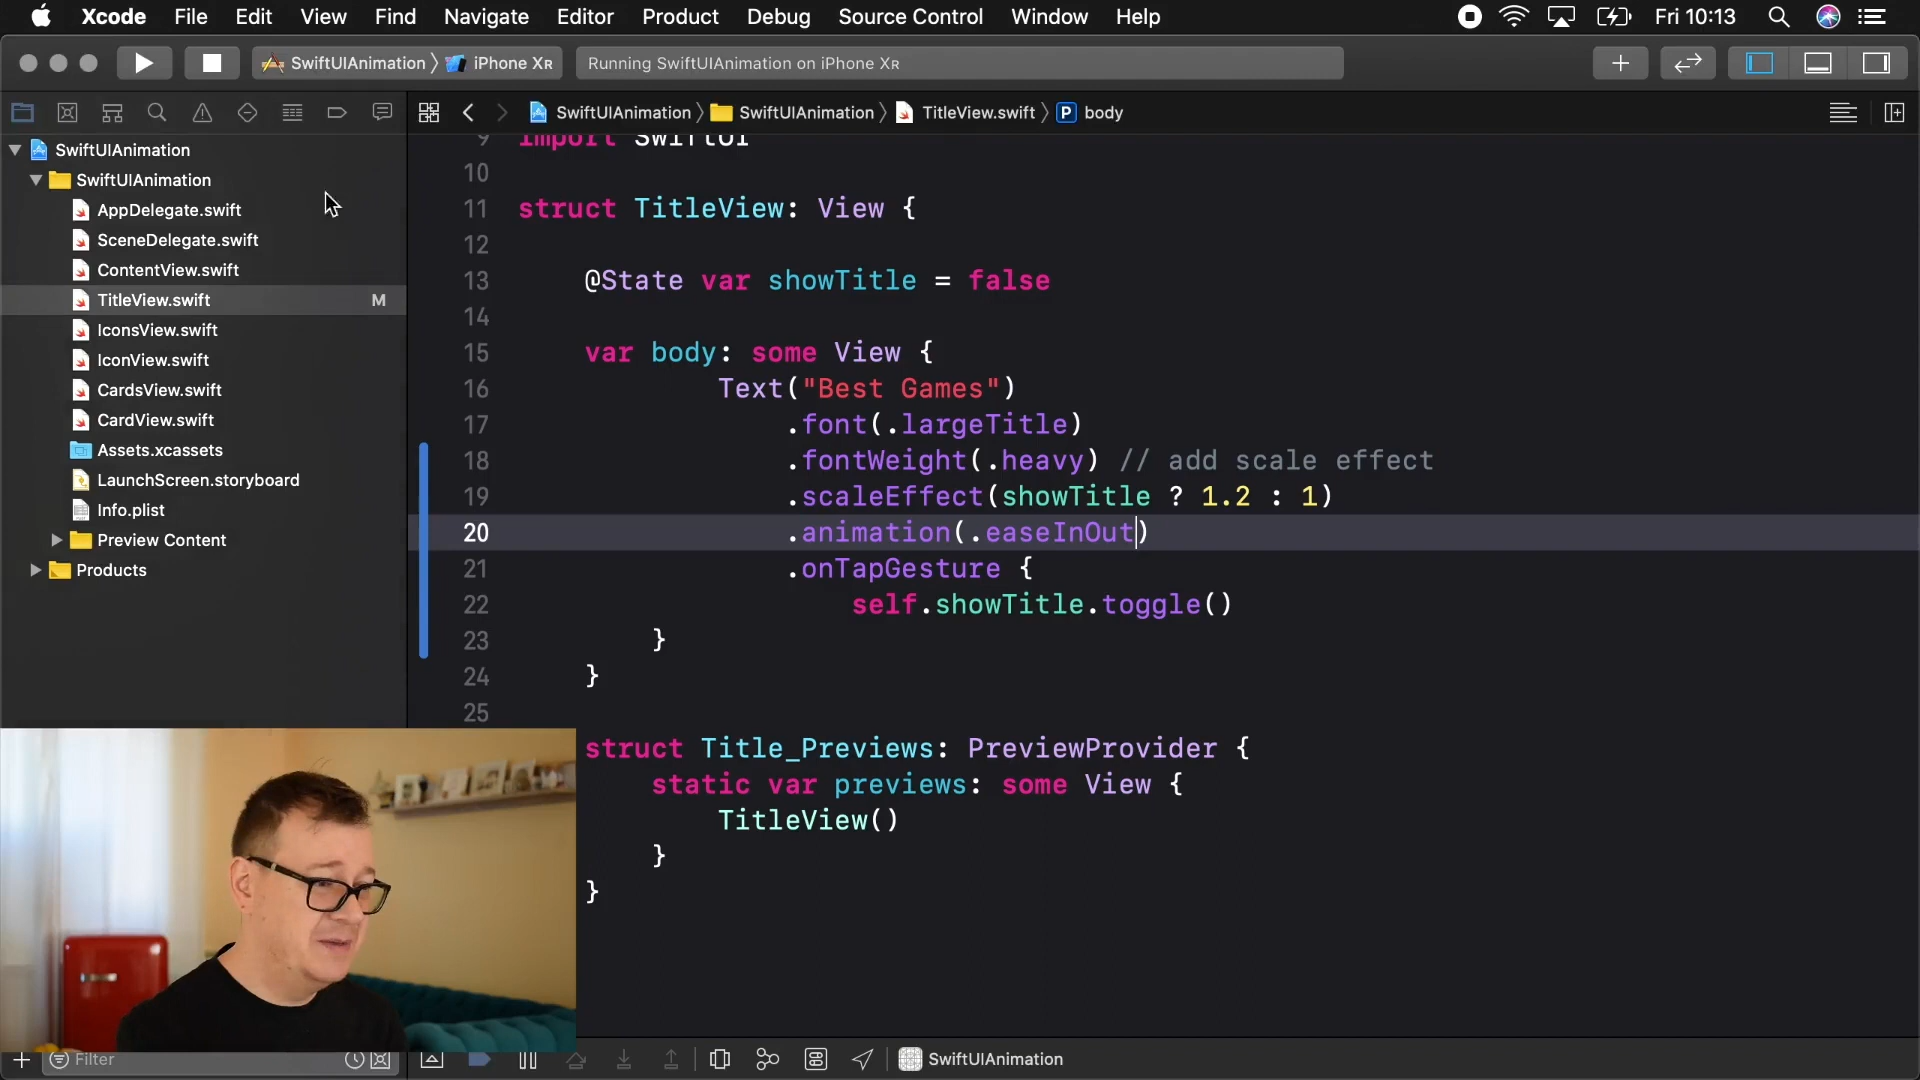 Xcode File Edit View Find Navigate Editor Product Debug Source Control Window Help Fri 10:13
SwiftUIAnimation iPhone XR Running SwiftUIAnimation on iPhone XR
SwiftUIAnimation SwiftUIAnimation TitleView.swift P body
SwiftUIAnimation
SwiftUIAnimation
AppDelegate.swift
SceneDelegate.swift
ContentView.swift
TitleView.swift M
IconsView.swift
IconView.swift
CardsView.swift
CardView.swift
Assets.xcassets
LaunchScreen.storyboard
Info.plist
Preview Content
Products
9 import SwiftUI
10
11 struct TitleView: View {
12
13 @State var showTitle = false
14
15 var body: some View {
16 Text("Best Games")
17 .font(.largeTitle)
18 .fontWeight(.heavy) // add scale effect
19 .scaleEffect(showTitle ? 1.2 : 1)
20 .animation(.easeInOut)
21 .onTapGesture {
22 self.showTitle.toggle()
23 }
24 }
25
struct Title_Previews: PreviewProvider {
static var previews: some View {
TitleView()
}
}
Filter SwiftUIAnimation